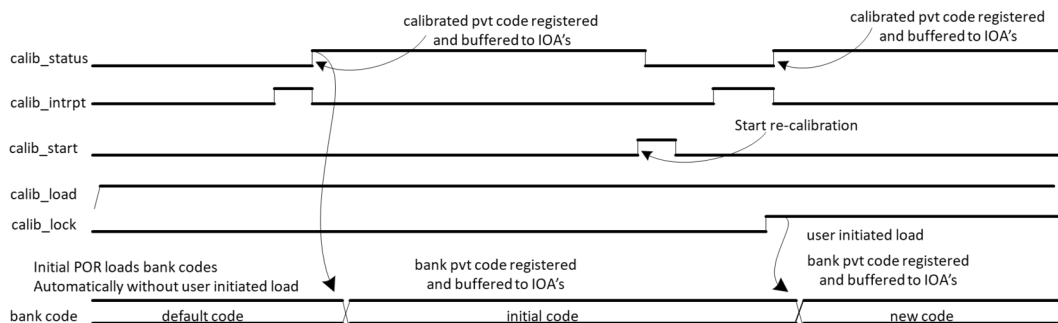 calibrated pvt code registered
and buffered to IOA's
calibrated pvt code registered
and buffered to IOA's
calib_status
calib_intrpt
Start re-calibration
calib_start
calib_load
calib_lock
user initiated load
Initial POR loads bank codes
Automatically without user initiated load
bank pvt code registered
and buffered to IOA's
bank pvt code registered
and buffered to IOA's
bank code
default code
initial code
new code